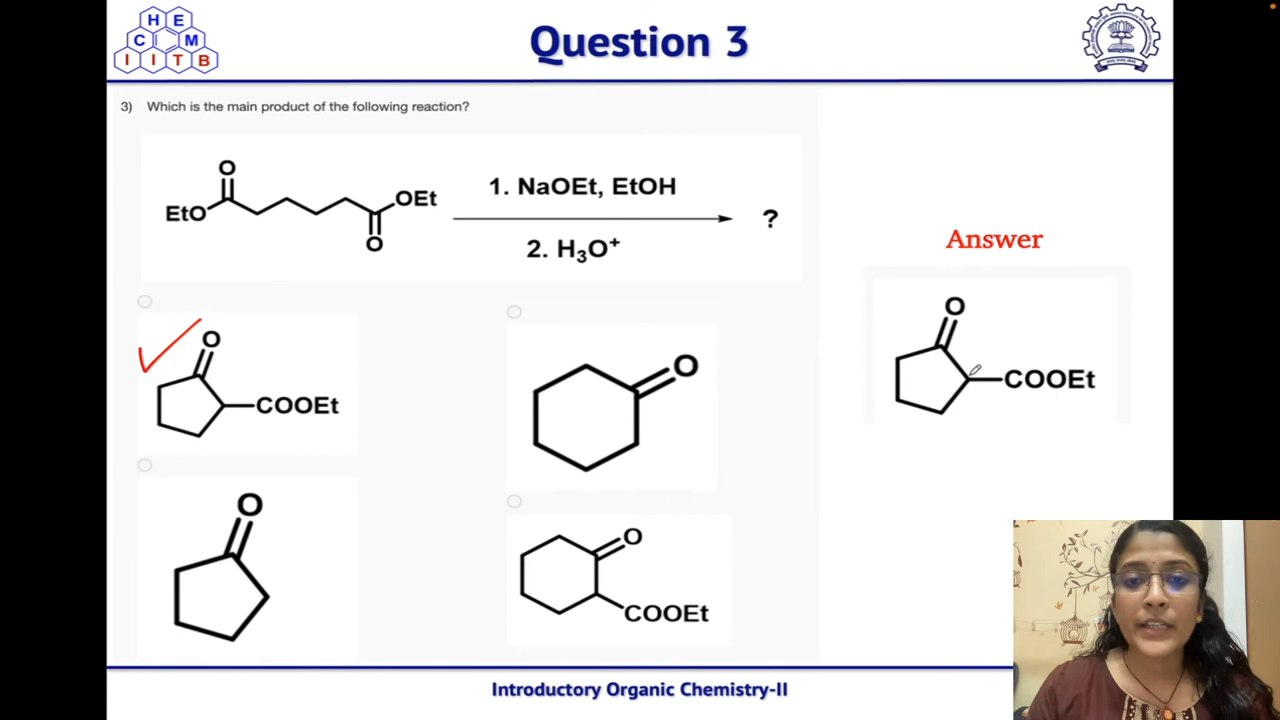 H E
C M
I I T B
Question 3
3) Which is the main product of the following reaction?
O
EtO
OEt
O
1. NaOEt, EtOH
2. H₃O⁺
?
Answer
O
COOEt
O
COOEt
O
O
O
COOEt
Introductory Organic Chemistry-II